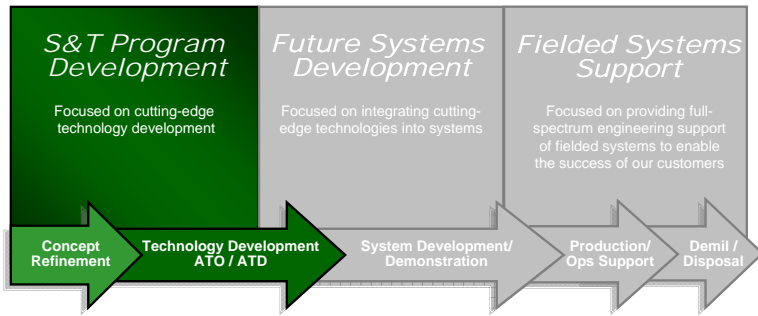 S&T Program
Development
Focused on cutting-edge
technology development
Future Systems
Development
Focused on integrating cutting-
edge technologies into systems
Fielded Systems
Support
Focused on providing full-
spectrum engineering support
of fielded systems to enable
the success of our customers
Concept
Refinement
Technology Development
ATO / ATD
System Development/
Demonstration
Production/
Ops Support
Demil /
Disposal